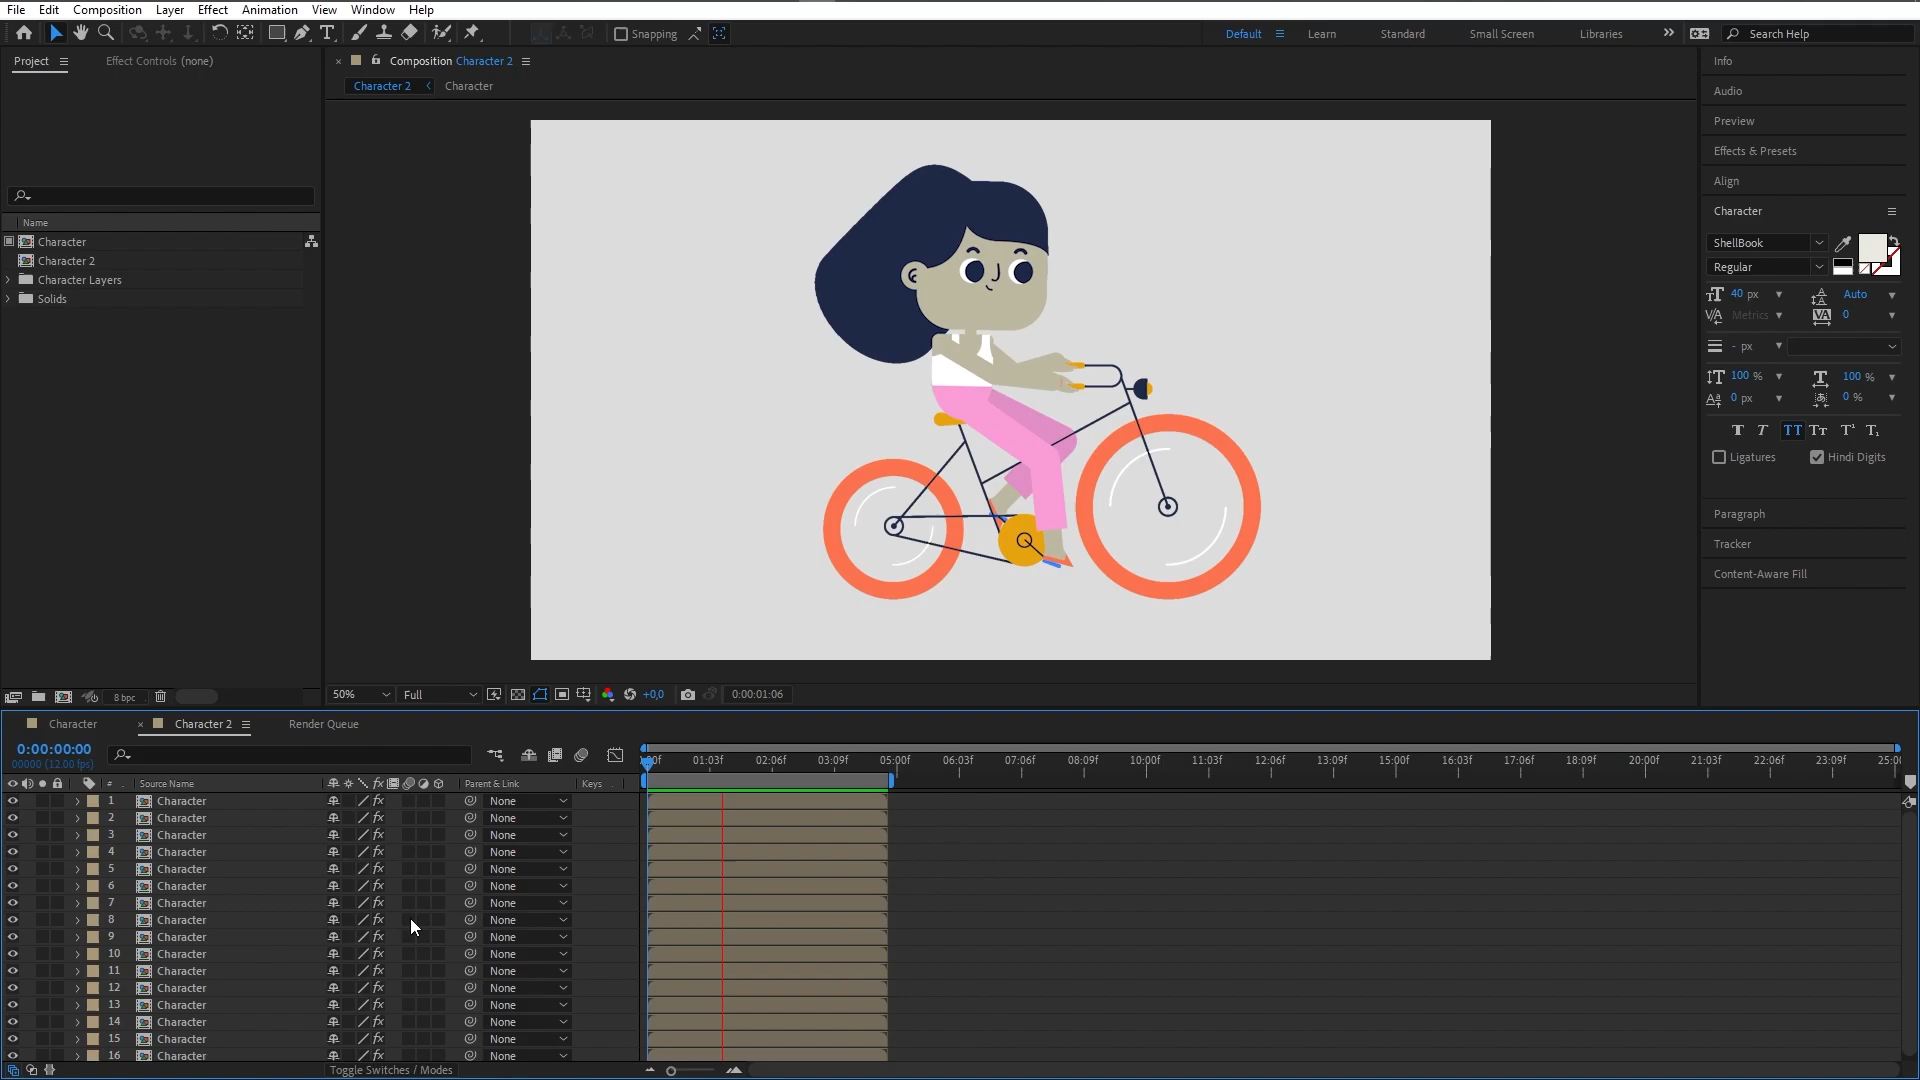 File Edit Composition Layer Effect Animation View Window Help
Snapping Default Learn Standard Small Screen Libraries Search Help
Project Effect Controls (none)
Composition Character 2
Character 2 Character
Name
Character
Character 2
Character Layers
Solids
8 bpc
50% Full +0,0 0:00:01:06
Info
Audio
Preview
Effects & Presets
Align
Character
ShellBook
Regular
40 px Auto
Metrics 0
- px
100 % 100 %
0 px 0 %
Ligatures Hindi Digits
Paragraph
Tracker
Content-Aware Fill
Character Character 2 Render Queue
0:00:00:00
00000 (12.00 fps)
01:03f 02:06f 03:09f 05:00f 06:03f 07:06f 08:09f 10:00f 11:03f 12:06f 13:09f 15:00f 16:03f 17:06f 18:09f 20:00f 21:03f 22:06f 23:09f
# Source Name Parent & Link Keys
1 Character None
2 Character None
3 Character None
4 Character None
5 Character None
6 Character None
7 Character None
8 Character None
9 Character None
10 Character None
11 Character None
12 Character None
13 Character None
14 Character None
15 Character None
16 Character None
Toggle Switches / Modes